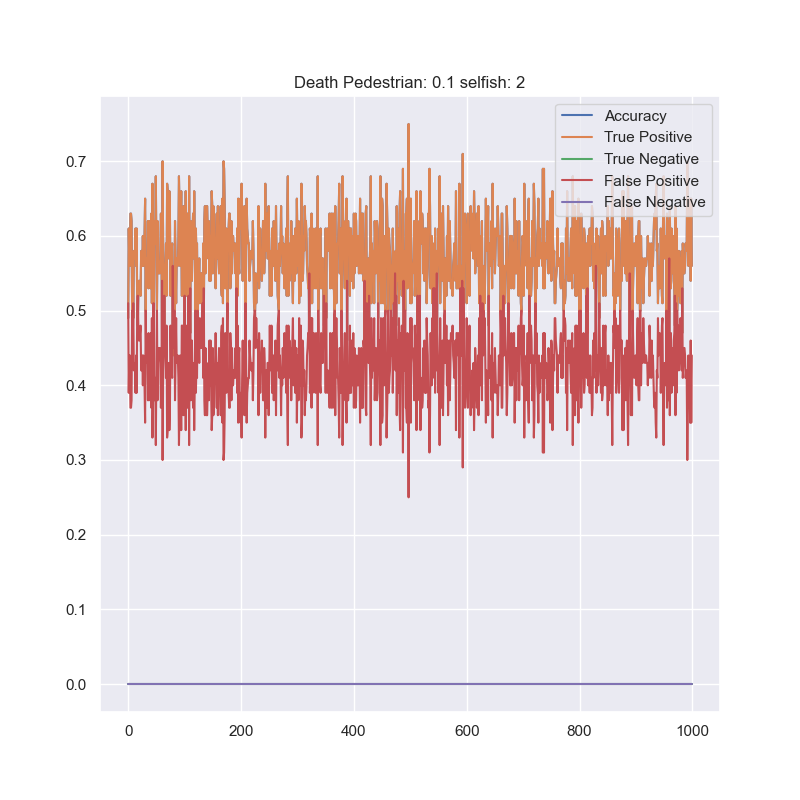 Death Pedestrian: 0.1 selfish: 2
Accuracy
True Positive
True Negative
False Positive
False Negative
0.7
0.6
0.5
0.4
0.3
0.2
0.1
0.0
0 200 400 600 800 1000